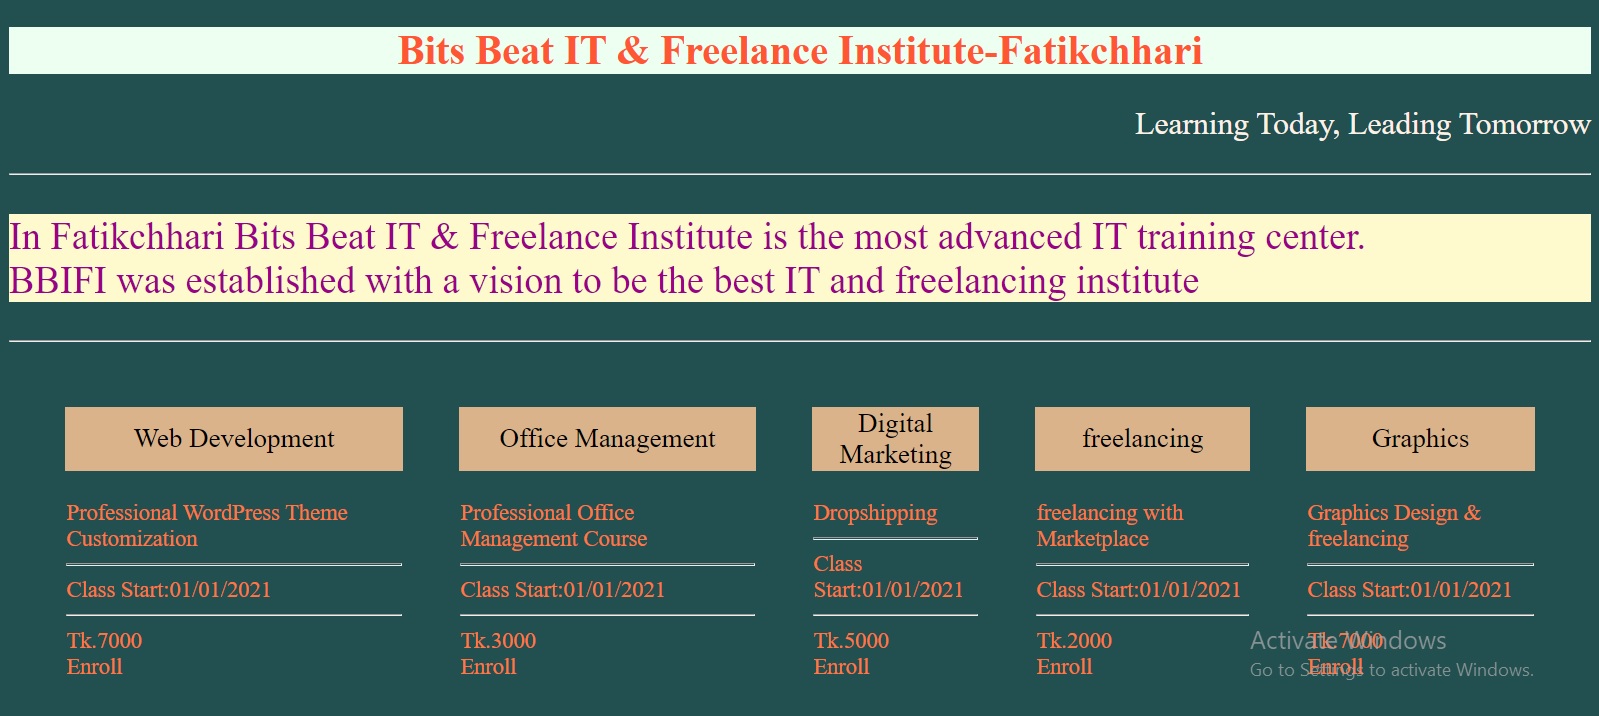 Bits Beat IT & Freelance Institute-Fatikchhari
Learning Today, Leading Tomorrow
In Fatikchhari Bits Beat IT & Freelance Institute is the most advanced IT training center.
BBIFI was established with a vision to be the best IT and freelancing institute
Web Development
Professional WordPress Theme
Customization
Class Start:01/01/2021
Tk.7000
Enroll
Office Management
Professional Office
Management Course
Class Start:01/01/2021
Tk.3000
Enroll
Digital
Marketing
Dropshipping
Class
Start:01/01/2021
Tk.5000
Enroll
freelancing
freelancing with
Marketplace
Class Start:01/01/2021
Tk.2000
Enroll
Graphics
Graphics Design &
freelancing
Class Start:01/01/2021
Tk.7000
Enroll
Activate Windows
Go to Settings to activate Windows.